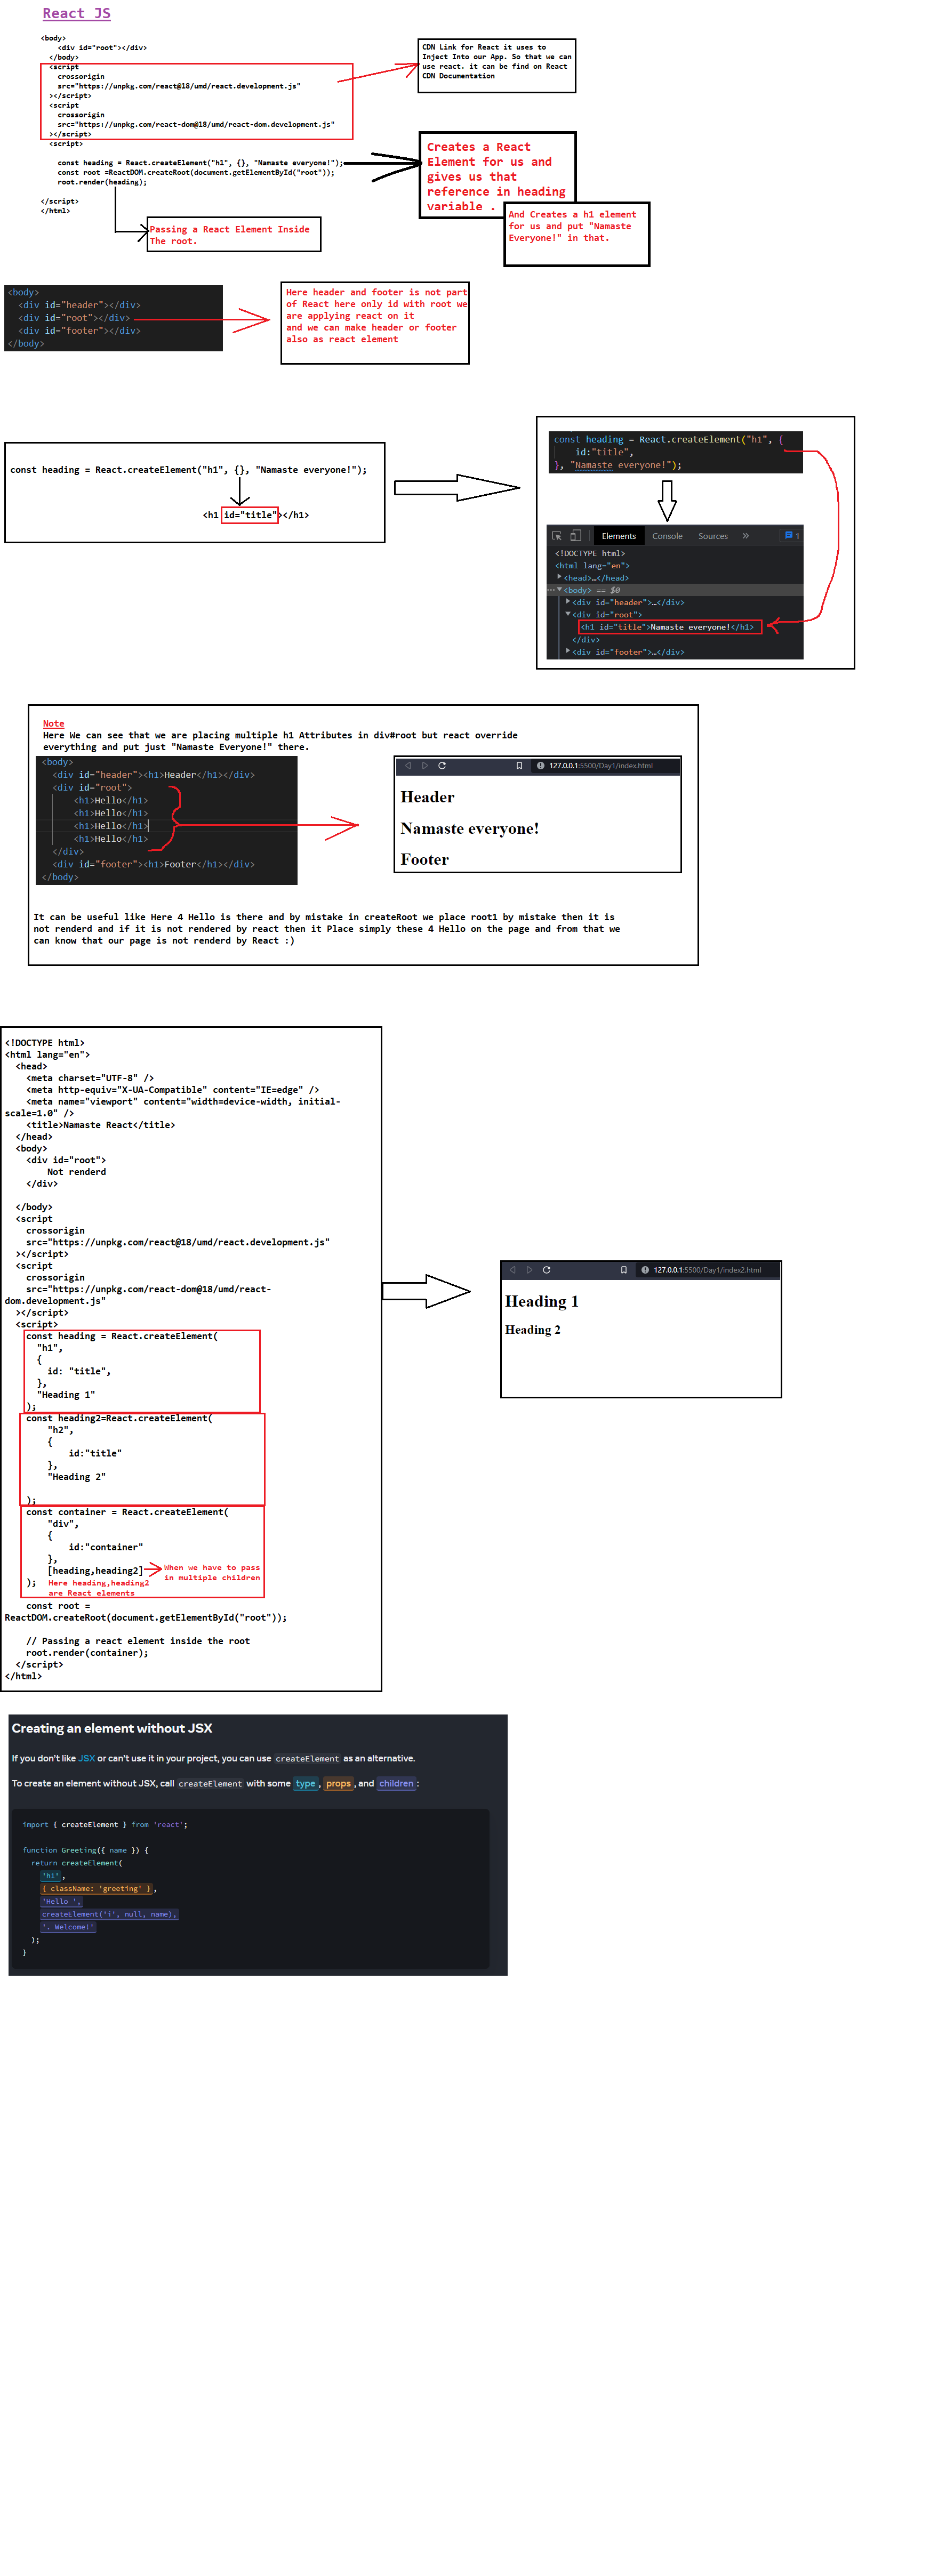 React JS
<body>
<div id="root"></div>
</body>
<script
crossorigin
src="https://unpkg.com/react@18/umd/react.development.js"
></script>
<script
crossorigin
src="https://unpkg.com/react-dom@18/umd/react-dom.development.js"
></script>
<script>
const heading = React.createElement("h1", {}, "Namaste everyone!");
const root =ReactDOM.createRoot(document.getElementById("root"));
root.render(heading);
</script>
</html>
CDN Link for React it uses to
Inject Into our App. So that we can
use react. it can be find on React
CDN Documentation
Creates a React
Element for us and
gives us that
reference in heading
variable .
And Creates a h1 element
for us and put "Namaste
Everyone!" in that.
Passing a React Element Inside
The root.
<body>
<div id="header"></div>
<div id="root"></div>
<div id="footer"></div>
</body>
Here header and footer is not part
of React here only id with root we
are applying react on it
and we can make header or footer
also as react element
const heading = React.createElement("h1", {}, "Namaste everyone!");
<h1 id="title"></h1>
const heading = React.createElement("h1", {
id:"title",
}, "Namaste everyone!");
Elements Console Sources » 1
<!DOCTYPE html>
<html lang="en">
<head>…</head>
<body> == $0
<div id="header">…</div>
<div id="root">
<h1 id="title">Namaste everyone!</h1>
</div>
<div id="footer">…</div>
Note
Here We can see that we are placing multiple h1 Attributes in div#root but react override
everything and put just "Namaste Everyone!" there.
<body>
<div id="header"><h1>Header</h1></div>
<div id="root">
<h1>Hello</h1>
<h1>Hello</h1>
<h1>Hello</h1>
<h1>Hello</h1>
</div>
<div id="footer"><h1>Footer</h1></div>
</body>
127.0.0.1:5500/Day1/index.html
Header
Namaste everyone!
Footer
It can be useful like Here 4 Hello is there and by mistake in createRoot we place root1 by mistake then it is
not renderd and if it is not rendered by react then it Place simply these 4 Hello on the page and from that we
can know that our page is not renderd by React :)
<!DOCTYPE html>
<html lang="en">
<head>
<meta charset="UTF-8" />
<meta http-equiv="X-UA-Compatible" content="IE=edge" />
<meta name="viewport" content="width=device-width, initial-
scale=1.0" />
<title>Namaste React</title>
</head>
<body>
<div id="root">
Not renderd
</div>
</body>
<script
crossorigin
src="https://unpkg.com/react@18/umd/react.development.js"
></script>
<script
crossorigin
src="https://unpkg.com/react-dom@18/umd/react-
dom.development.js"
></script>
<script>
const heading = React.createElement(
"h1",
{
id: "title",
},
"Heading 1"
);
const heading2=React.createElement(
"h2",
{
id:"title"
},
"Heading 2"
);
const container = React.createElement(
"div",
{
id:"container"
},
[heading,heading2]
);
When we have to pass
in multiple children
Here heading,heading2
are React elements
const root =
ReactDOM.createRoot(document.getElementById("root"));
// Passing a react element inside the root
root.render(container);
</script>
</html>
127.0.0.1:5500/Day1/index2.html
Heading 1
Heading 2
Creating an element without JSX
If you don't like JSX or can't use it in your project, you can use createElement as an alternative.
To create an element without JSX, call createElement with some type, props, and children:
import { createElement } from 'react';
function Greeting({ name }) {
return createElement(
'h1',
{ className: 'greeting' },
'Hello ',
createElement('i', null, name),
'. Welcome!'
);
}